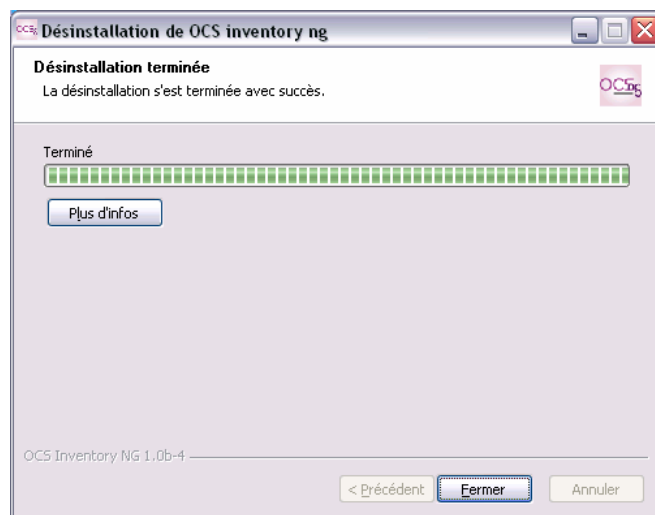 Désinstallation de OCS inventory ng
Désinstallation terminée
La désinstallation s'est terminée avec succès.
Terminé
Plus d'infos
OCS Inventory NG 1.0b-4
< Précédent
Fermer
Annuler